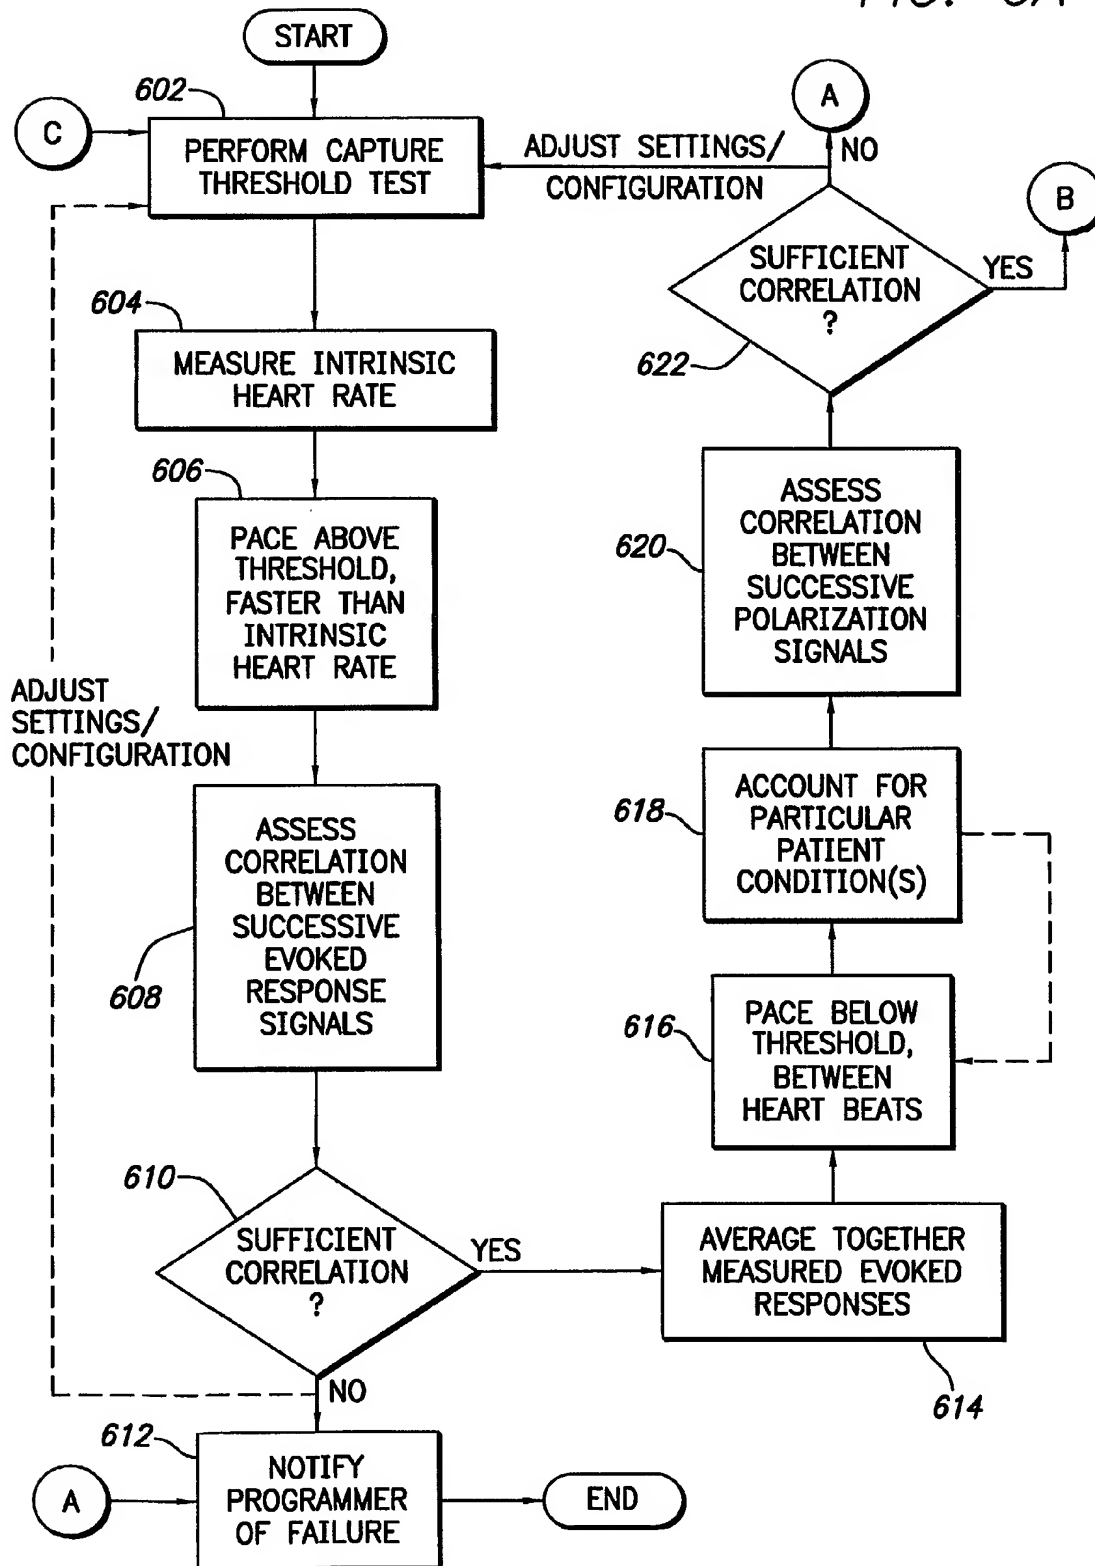 FIG. 6A
START
602
C
PERFORM CAPTURE
THRESHOLD TEST
604
MEASURE INTRINSIC
HEART RATE
606
PACE ABOVE
THRESHOLD,
FASTER THAN
INTRINSIC
HEART RATE
ADJUST
SETTINGS/
CONFIGURATION
ASSESS
CORRELATION
BETWEEN
SUCCESSIVE
EVOKED
RESPONSE
SIGNALS
608
610
SUFFICIENT
CORRELATION
?
YES
NO
612
A
NOTIFY
PROGRAMMER
OF FAILURE
END
AVERAGE TOGETHER
MEASURED EVOKED
RESPONSES
614
616
PACE BELOW
THRESHOLD,
BETWEEN
HEART BEATS
618
ACCOUNT FOR
PARTICULAR
PATIENT
CONDITION(S)
620
ASSESS
CORRELATION
BETWEEN
SUCCESSIVE
POLARIZATION
SIGNALS
622
SUFFICIENT
CORRELATION
?
YES
B
NO
A
ADJUST SETTINGS/
CONFIGURATION